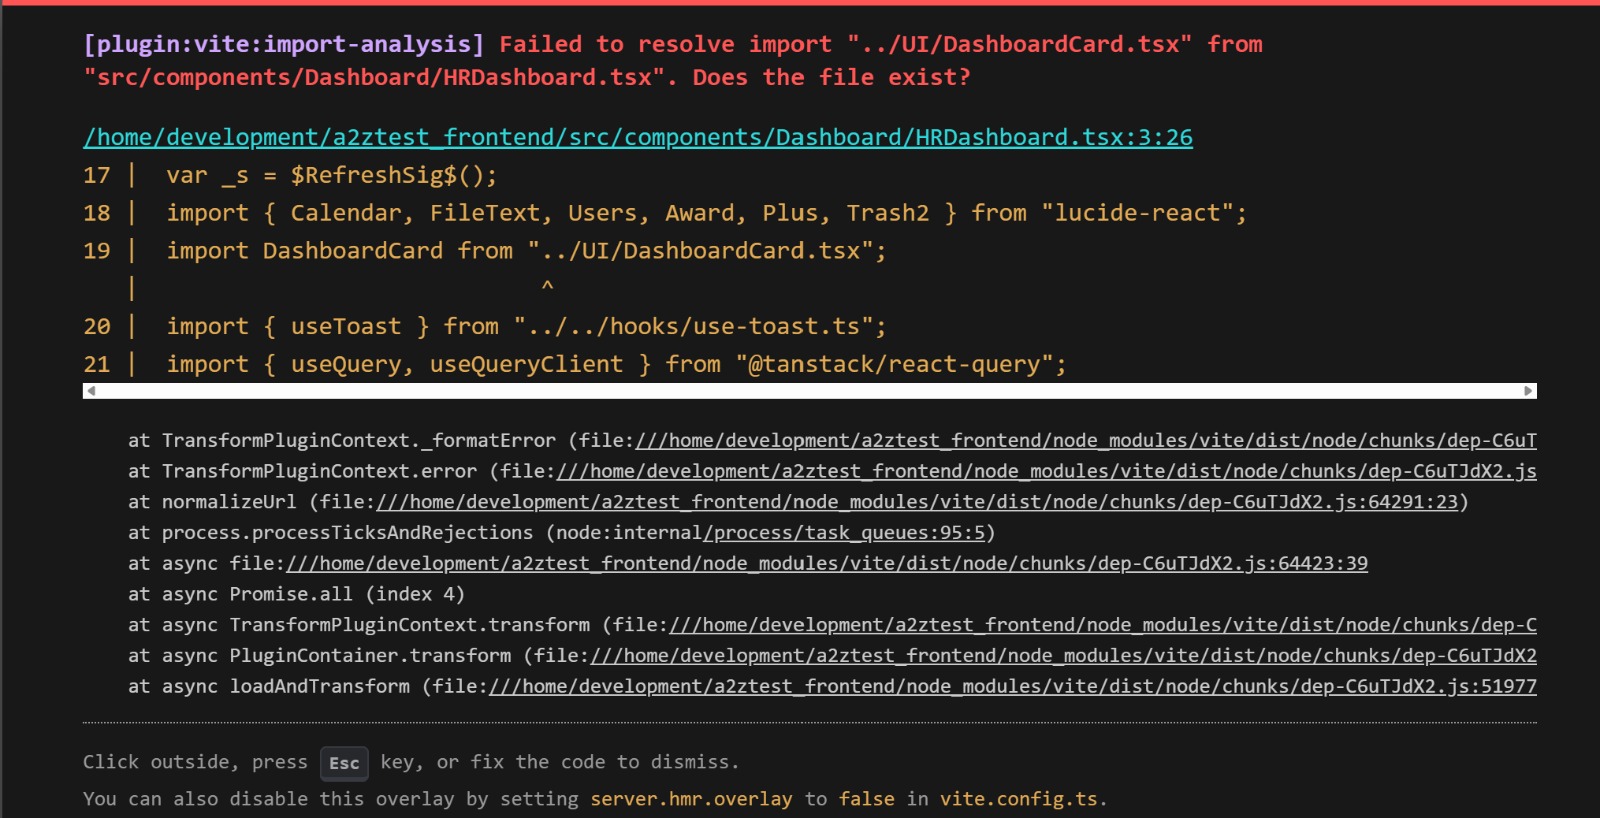 [plugin:vite:import-analysis] Failed to resolve import "../UI/DashboardCard.tsx" from
"src/components/Dashboard/HRDashboard.tsx". Does the file exist?
/home/development/a2ztest_frontend/src/components/Dashboard/HRDashboard.tsx:3:26
17 |  var _s = $RefreshSig$();
18 |  import { Calendar, FileText, Users, Award, Plus, Trash2 } from "lucide-react";
19 |  import DashboardCard from "../UI/DashboardCard.tsx";
   |                             ^
20 |  import { useToast } from "../../hooks/use-toast.ts";
21 |  import { useQuery, useQueryClient } from "@tanstack/react-query";
at TransformPluginContext._formatError (file:///home/development/a2ztest_frontend/node_modules/vite/dist/node/chunks/dep-C6uT
at TransformPluginContext.error (file:///home/development/a2ztest_frontend/node_modules/vite/dist/node/chunks/dep-C6uTJdX2.js
at normalizeUrl (file:///home/development/a2ztest_frontend/node_modules/vite/dist/node/chunks/dep-C6uTJdX2.js:64291:23)
at process.processTicksAndRejections (node:internal/process/task_queues:95:5)
at async file:///home/development/a2ztest_frontend/node_modules/vite/dist/node/chunks/dep-C6uTJdX2.js:64423:39
at async Promise.all (index 4)
at async TransformPluginContext.transform (file:///home/development/a2ztest_frontend/node_modules/vite/dist/node/chunks/dep-C
at async PluginContainer.transform (file:///home/development/a2ztest_frontend/node_modules/vite/dist/node/chunks/dep-C6uTJdX2
at async loadAndTransform (file:///home/development/a2ztest_frontend/node_modules/vite/dist/node/chunks/dep-C6uTJdX2.js:51977
Click outside, press Esc key, or fix the code to dismiss.
You can also disable this overlay by setting server.hmr.overlay to false in vite.config.ts.